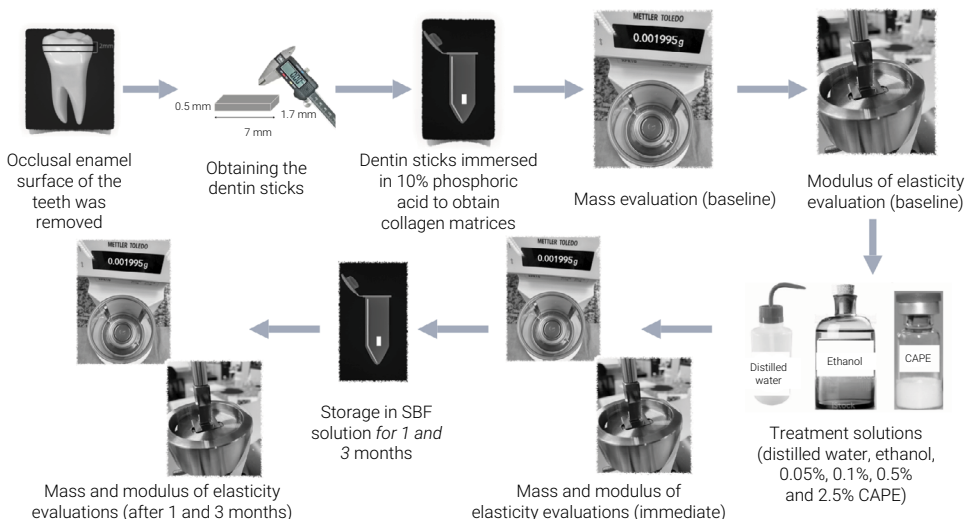 2mm
Occlusal enamel
surface of the
teeth was
removed
0.5 mm
1.7 mm
7 mm
Obtaining the
dentin sticks
Dentin sticks immersed
in 10% phosphoric
acid to obtain
collagen matrices
METTLER TOLEDO
0.001995g
Mass evaluation (baseline)
Modulus of elasticity
evaluation (baseline)
Distilled
water
Ethanol
CAPE
Treatment solutions
(distilled water, ethanol,
0.05%, 0.1%, 0.5%
and 2.5% CAPE)
METTLER TOLEDO
0.001995g
Mass and modulus of
elasticity evaluations (immediate)
Storage in SBF
solution for 1 and
3 months
METTLER TOLEDO
0.001995g
Mass and modulus of elasticity
evaluations (after 1 and 3 months)